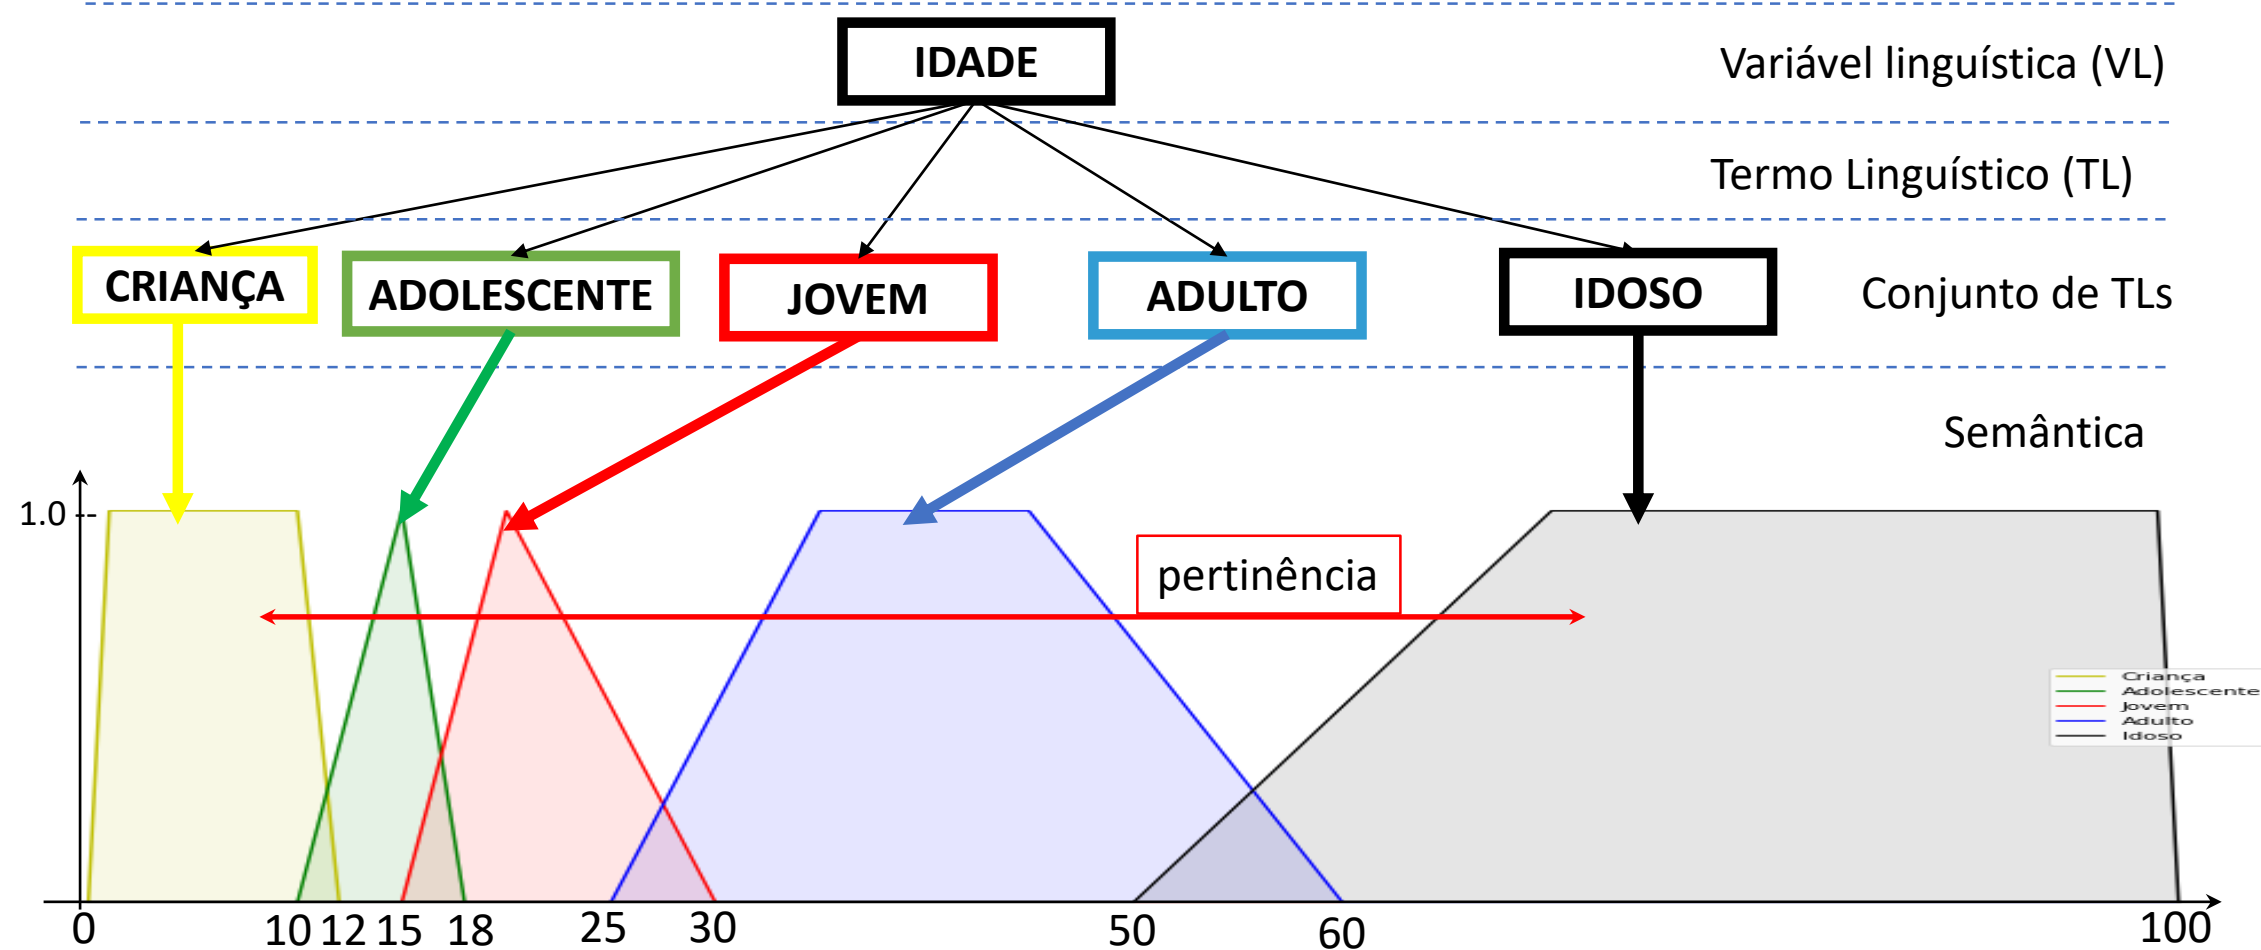 IDADE
Variável linguística (VL)
Termo Linguístico (TL)
CRIANÇA
ADOLESCENTE
JOVEM
ADULTO
IDOSO
Conjunto de TLs
Semântica
1.0
pertinência
Criança
Adolescente
Jovem
Adulto
Idoso
0 10 12 15 18 25 30 50 60 100